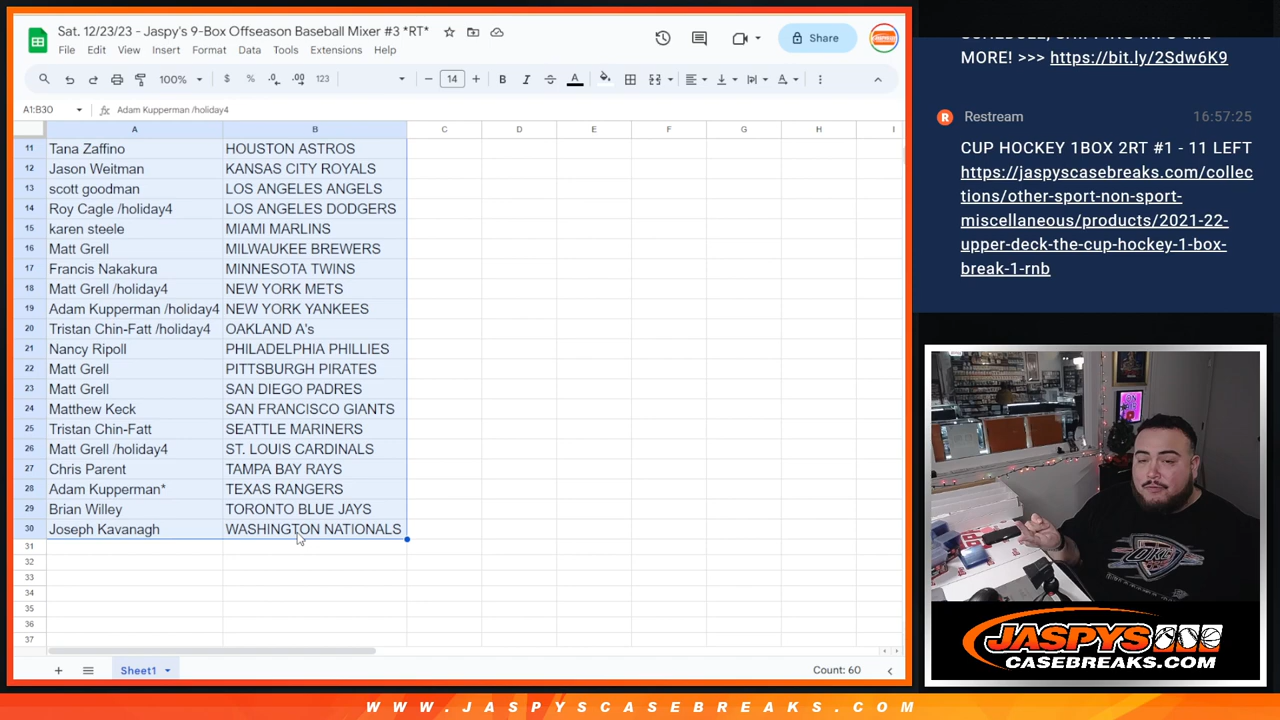 Sat. 12/23/23 - Jaspy's 9-Box Offseason Baseball Mixer #3 *RT*
File Edit View Insert Format Data Tools Extensions Help
Share
100% $ % .0 .00 123 14 B I A
A1:B30 fx Adam Kupperman /holiday4
A B C D E F G H I
11 Tana Zaffino HOUSTON ASTROS
12 Jason Weitman KANSAS CITY ROYALS
13 scott goodman LOS ANGELES ANGELS
14 Roy Cagle /holiday4 LOS ANGELES DODGERS
15 karen steele MIAMI MARLINS
16 Matt Grell MILWAUKEE BREWERS
17 Francis Nakakura MINNESOTA TWINS
18 Matt Grell /holiday4 NEW YORK METS
19 Adam Kupperman /holiday4 NEW YORK YANKEES
20 Tristan Chin-Fatt /holiday4 OAKLAND A's
21 Nancy Ripoll PHILADELPHIA PHILLIES
22 Matt Grell PITTSBURGH PIRATES
23 Matt Grell SAN DIEGO PADRES
24 Matthew Keck SAN FRANCISCO GIANTS
25 Tristan Chin-Fatt SEATTLE MARINERS
26 Matt Grell /holiday4 ST. LOUIS CARDINALS
27 Chris Parent TAMPA BAY RAYS
28 Adam Kupperman* TEXAS RANGERS
29 Brian Willey TORONTO BLUE JAYS
30 Joseph Kavanagh WASHINGTON NATIONALS
31
32
33
34
35
36
37
Sheet1
Count: 60
MORE! >>> https://bit.ly/2Sdw6K9
Restream 16:57:25
CUP HOCKEY 1BOX 2RT #1 - 11 LEFT
https://jaspyscasebreaks.com/collec
tions/other-sport-non-sport-
miscellaneous/products/2021-22-
upper-deck-the-cup-hockey-1-box-
break-1-rnb
OKC
JASPYS
CASEBREAKS.COM
WWW.JASPYSCASEBREAKS.COM